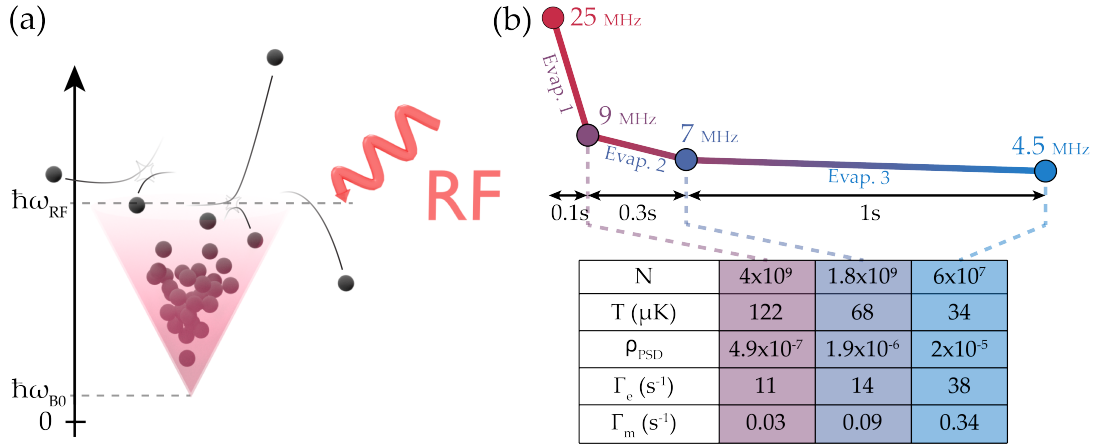 (a)
ħω_RF
RF
ħω_B0
0
(b)
25 MHz
Evap. 1
9 MHz
Evap. 2
7 MHz
Evap. 3
4.5 MHz
0.1s 0.3s 1s
N 4x10⁹ 1.8x10⁹ 6x10⁷
T (μK) 122 68 34
ρ_PSD 4.9x10⁻⁷ 1.9x10⁻⁶ 2x10⁻⁵
Γ_e (s⁻¹) 11 14 38
Γ_m (s⁻¹) 0.03 0.09 0.34